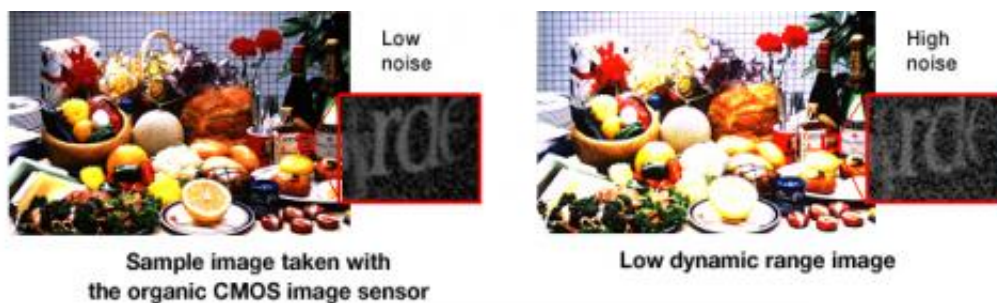 Low
noise
rde
Sample image taken with
the organic CMOS image sensor
High
noise
rde
Low dynamic range image